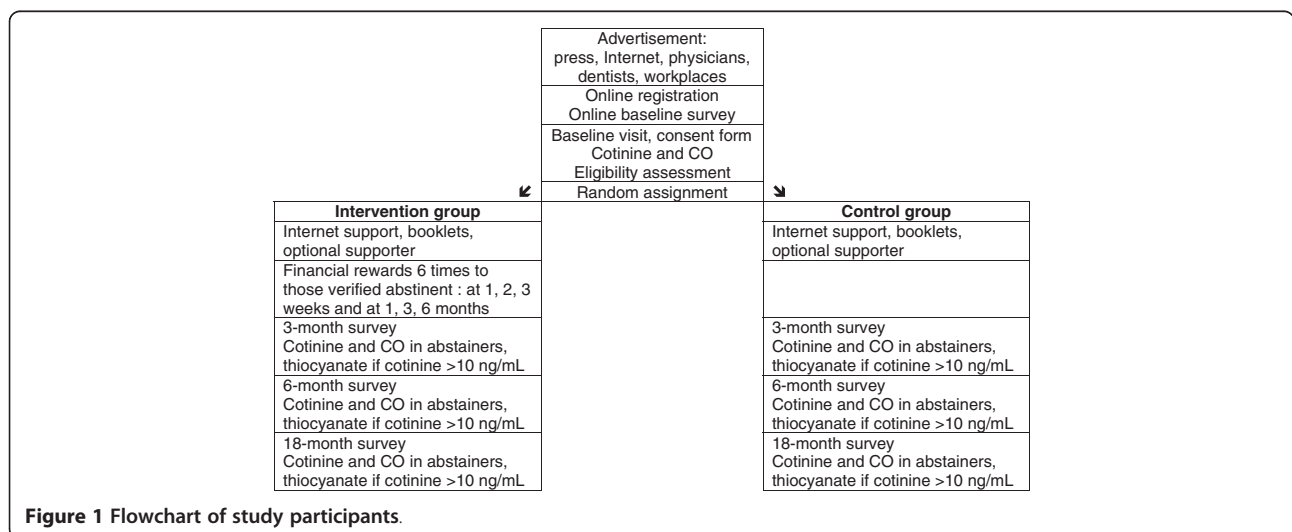 Advertisement:
press, Internet, physicians,
dentists, workplaces
Online registration
Online baseline survey
Baseline visit, consent form
Cotinine and CO
Eligibility assessment
Random assignment
Intervention group
Internet support, booklets,
optional supporter
Financial rewards 6 times to
those verified abstinent : at 1, 2, 3
weeks and at 1, 3, 6 months
3-month survey
Cotinine and CO in abstainers,
thiocyanate if cotinine >10 ng/mL
6-month survey
Cotinine and CO in abstainers,
thiocyanate if cotinine >10 ng/mL
18-month survey
Cotinine and CO in abstainers,
thiocyanate if cotinine >10 ng/mL
Control group
Internet support, booklets,
optional supporter
3-month survey
Cotinine and CO in abstainers,
thiocyanate if cotinine >10 ng/mL
6-month survey
Cotinine and CO in abstainers,
thiocyanate if cotinine >10 ng/mL
18-month survey
Cotinine and CO in abstainers,
thiocyanate if cotinine >10 ng/mL
Figure 1 Flowchart of study participants.